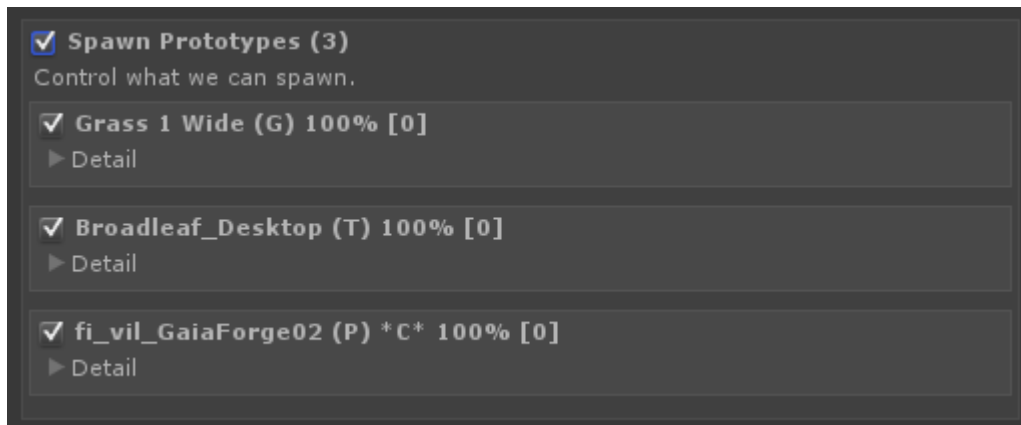 Spawn Prototypes (3)
Control what we can spawn.
Grass 1 Wide (G) 100% [0]
Detail
Broadleaf_Desktop (T) 100% [0]
Detail
fi_vil_GaiaForge02 (P) *C* 100% [0]
Detail